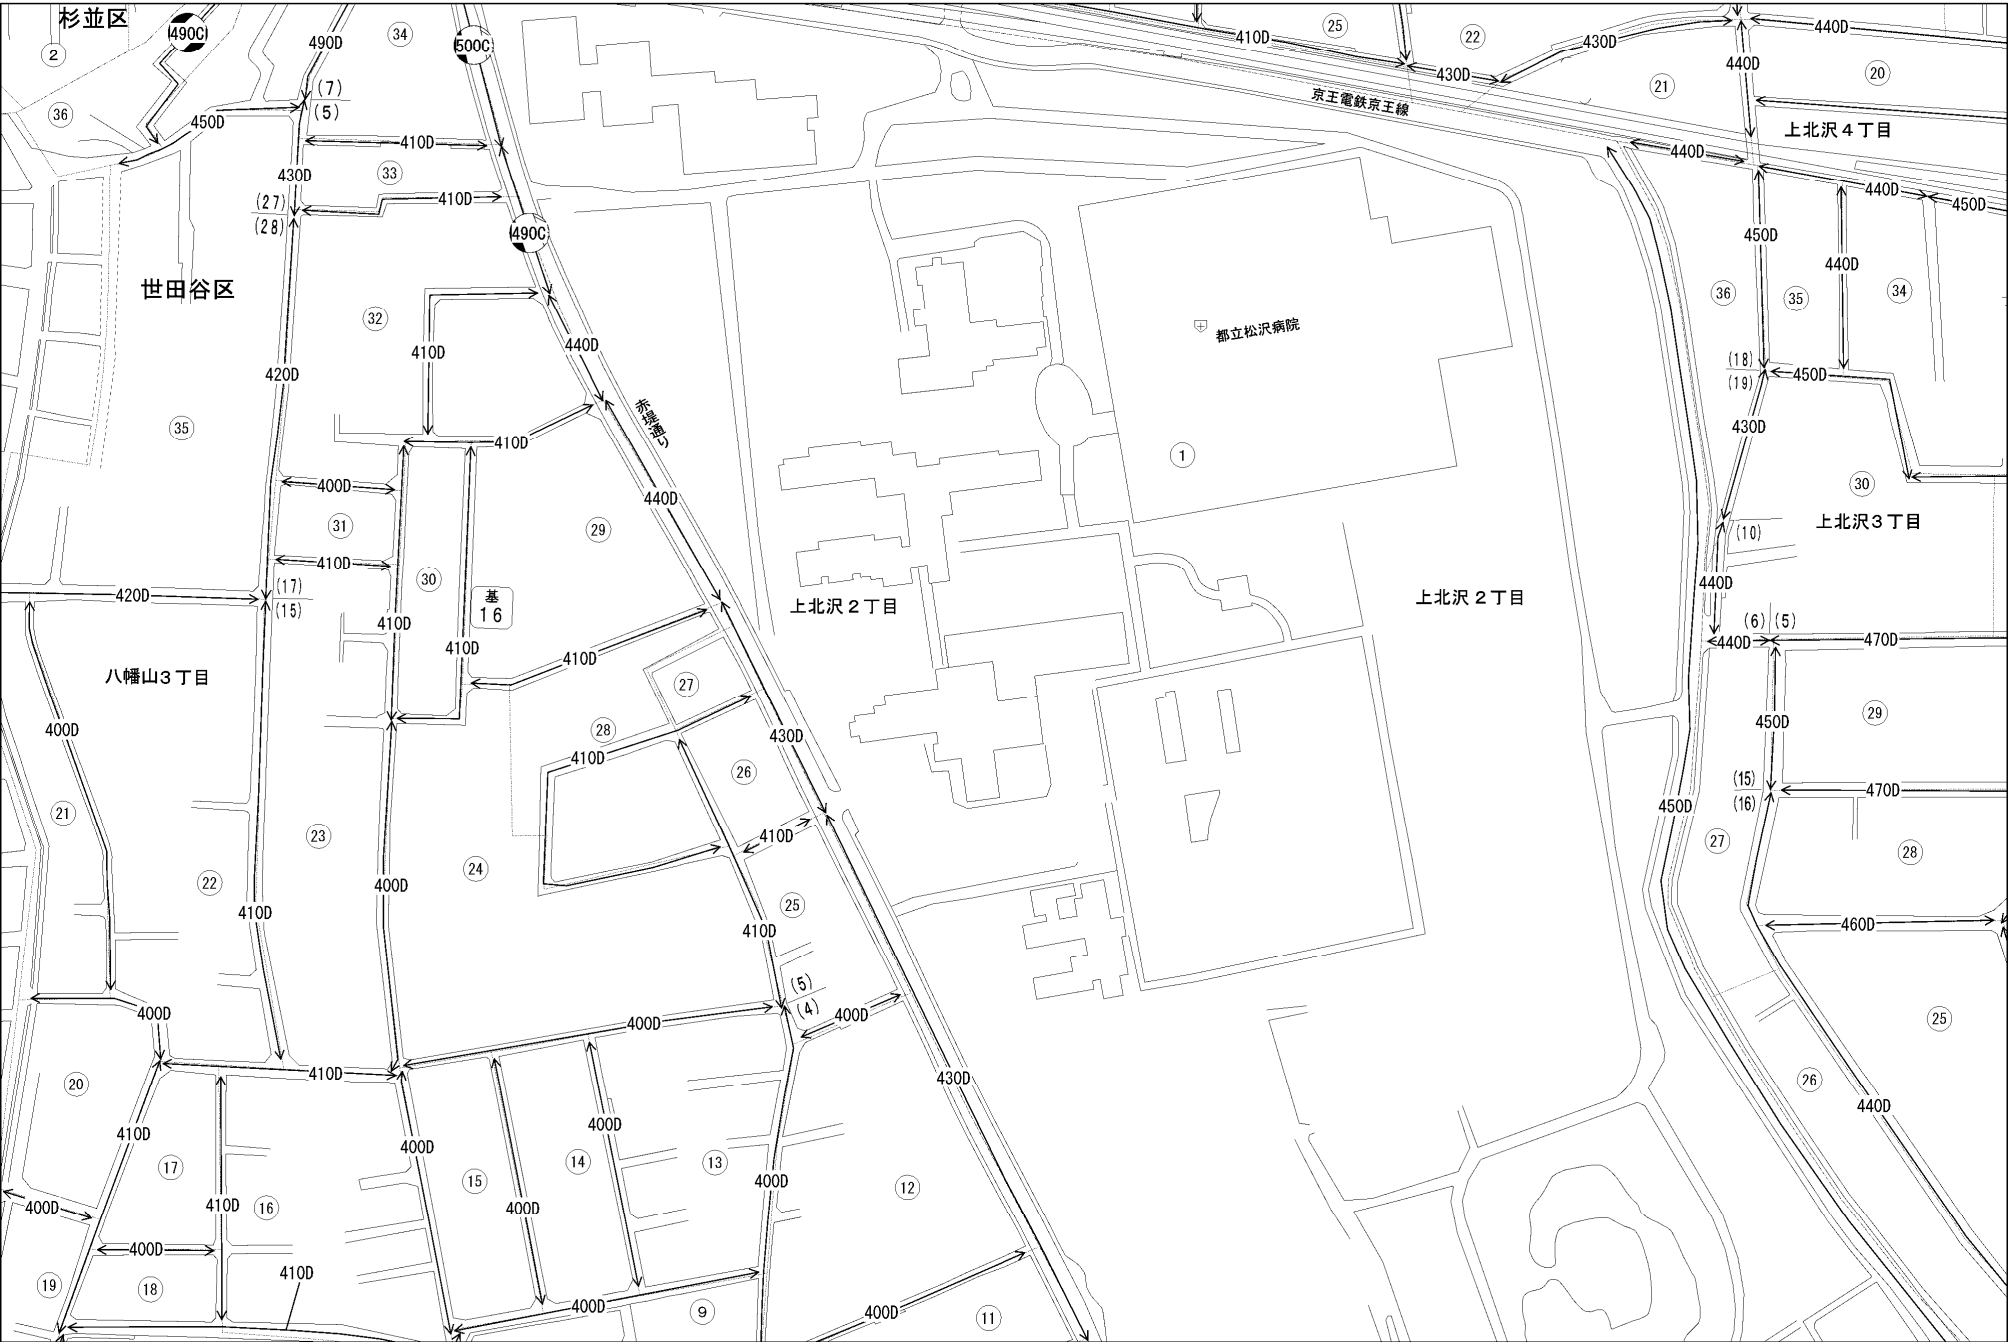 杉並区
490C
2
36
450D
490D
34
500C
(7)
(5)
410D
33
430D
410D
(27)
(28)
490C
世田谷区
410D
25
22
430D
430D
440D
440D
20
21
京王電鉄京王線
上北沢4丁目
440D
440D
450D
32
410D
440D
420D
35
赤堤通り
410D
440D
400D
31
410D
30
29
基
16
420D
(17)
(15)
410D
410D
410D
八幡山3丁目
都立松沢病院
1
上北沢2丁目
上北沢2丁目
450D
440D
36
35
34
(18)
(19)
450D
430D
30
上北沢3丁目
(10)
440D
(6)
(5)
440D
470D
450D
29
(15)
(16)
470D
450D
27
28
460D
25
26
440D
27
28
430D
410D
26
410D
400D
21
22
23
24
400D
410D
25
410D
(5)
(4)
400D
400D
400D
410D
20
410D
17
400D
410D
16
400D
19
18
410D
400D
15
400D
14
400D
13
400D
12
430D
400D
9
400D
11